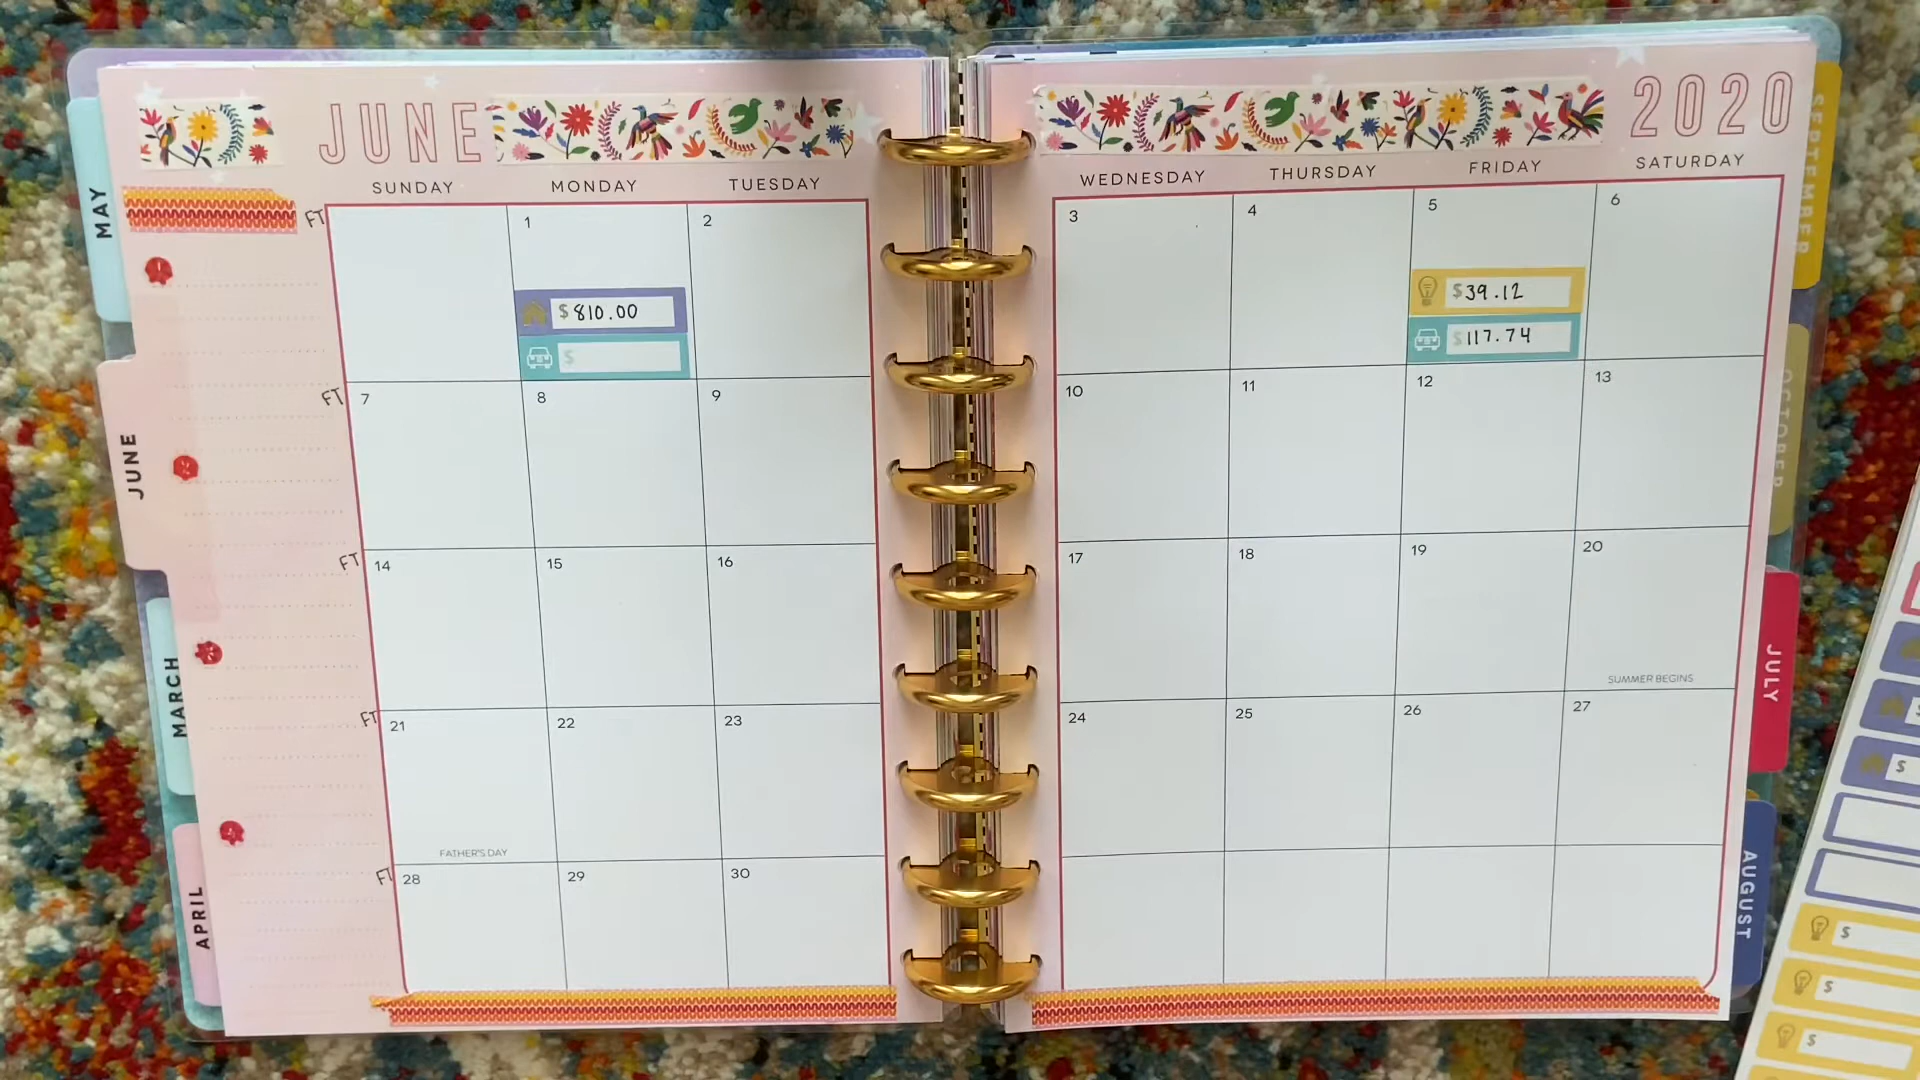 JUNE
2020
SUNDAY MONDAY TUESDAY WEDNESDAY THURSDAY FRIDAY SATURDAY
FT 1 2 3 4 5 6
$810.00
$
$39.12
$117.74
FT 7 8 9 10 11 12 13
FT 14 15 16 17 18 19 20
SUMMER BEGINS
FT 21 22 23 24 25 26 27
FATHER'S DAY
28 29 30
MAY
JUNE
MARCH
APRIL
SEPTEMBER
OCTOBER
JULY
AUGUST
$
$
$
$